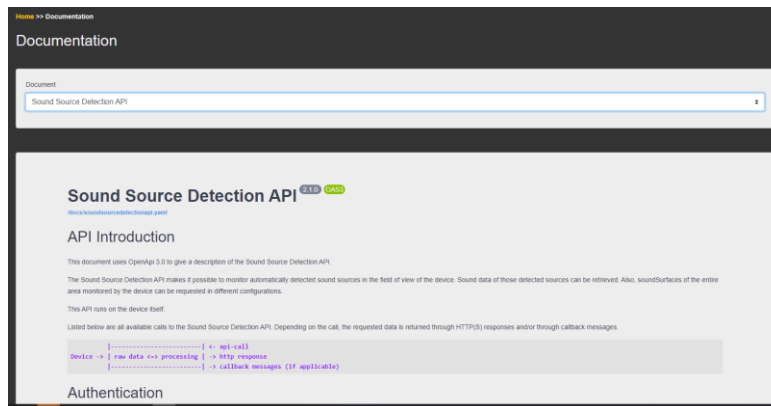 Home >> Documentation
Documentation
Document
Sound Source Detection API
Sound Source Detection API 2.1.0 OAS3
/docs/soundsourcedetectionapi.yaml
API Introduction
This document uses OpenApi 3.0 to give a description of the Sound Source Detection API.
The Sound Source Detection API makes it possible to monitor automatically detected sound sources in the field of view of the device. Sound data of those detected sources can be retrieved. Also, soundSurfaces of the entire
area monitored by the device can be requested in different configurations.
This API runs on the device itself.
Listed below are all available calls to the Sound Source Detection API. Depending on the call, the requested data is returned through HTTP(S) responses and/or through callback messages.
|------------------------| <- api-call
Device -> | raw data <=> processing | -> http response
|------------------------| -> callback messages (if applicable)
Authentication